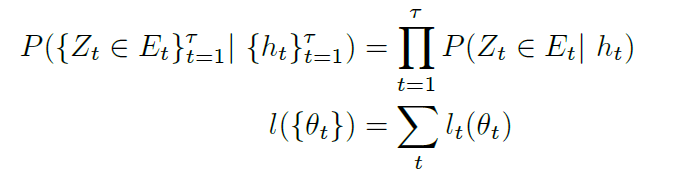 P({Z_t ∈ E_t}_{t=1}^τ | {h_t}_{t=1}^τ) = ∏_{t=1}^τ P(Z_t ∈ E_t | h_t)
l({θ_t}) = ∑_t l_t(θ_t)